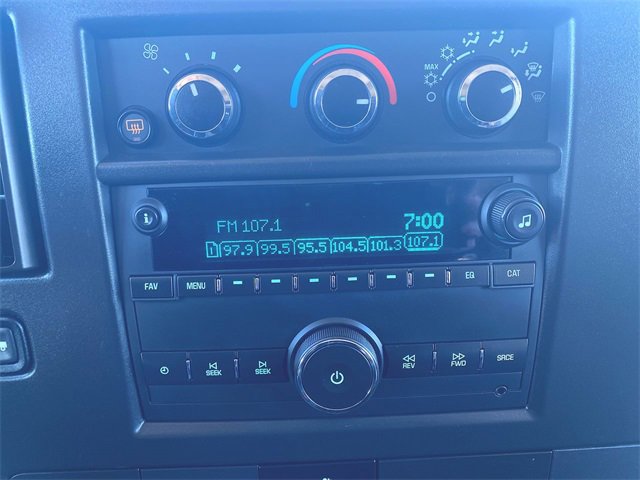 MAX
FM 107.1
7:00
1 97.9 99.5 95.5 104.5 101.3 107.1
FAV MENU EQ CAT
SEEK SEEK REV FWD SRCE